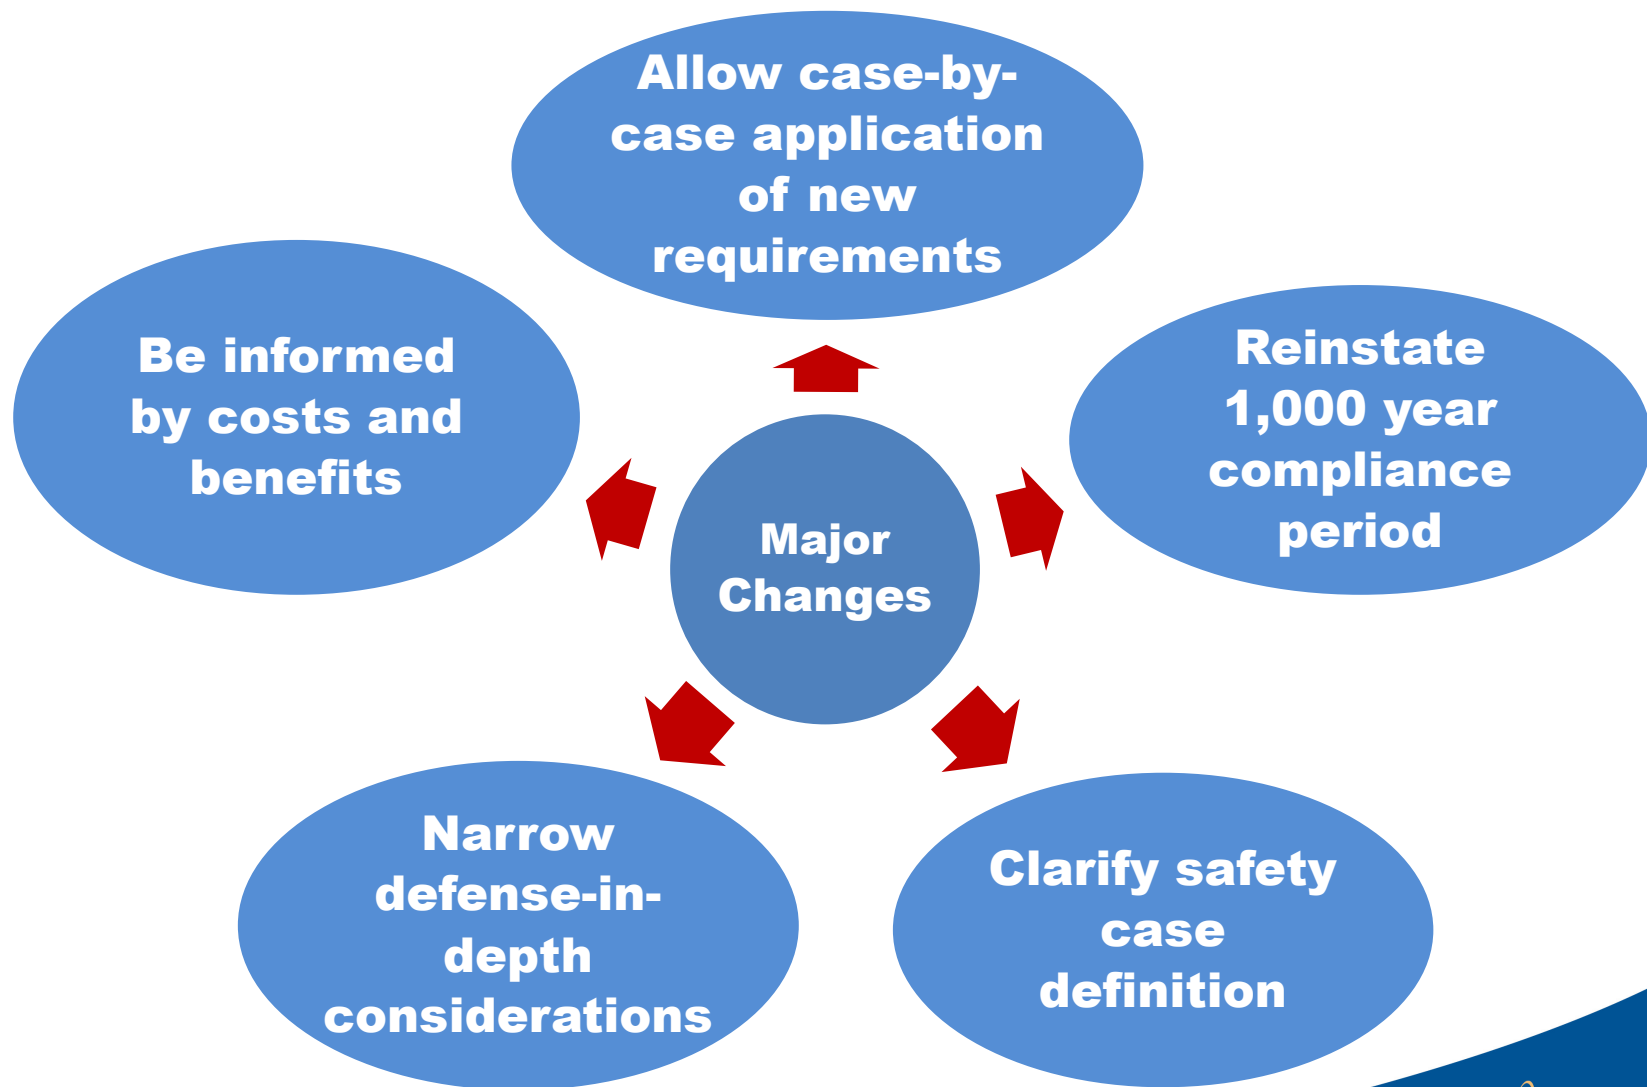 Allow case-by-
case application
of new
requirements
Be informed
by costs and
benefits
Reinstate
1,000 year
compliance
period
Major
Changes
Narrow
defense-in-
depth
considerations
Clarify safety
case
definition